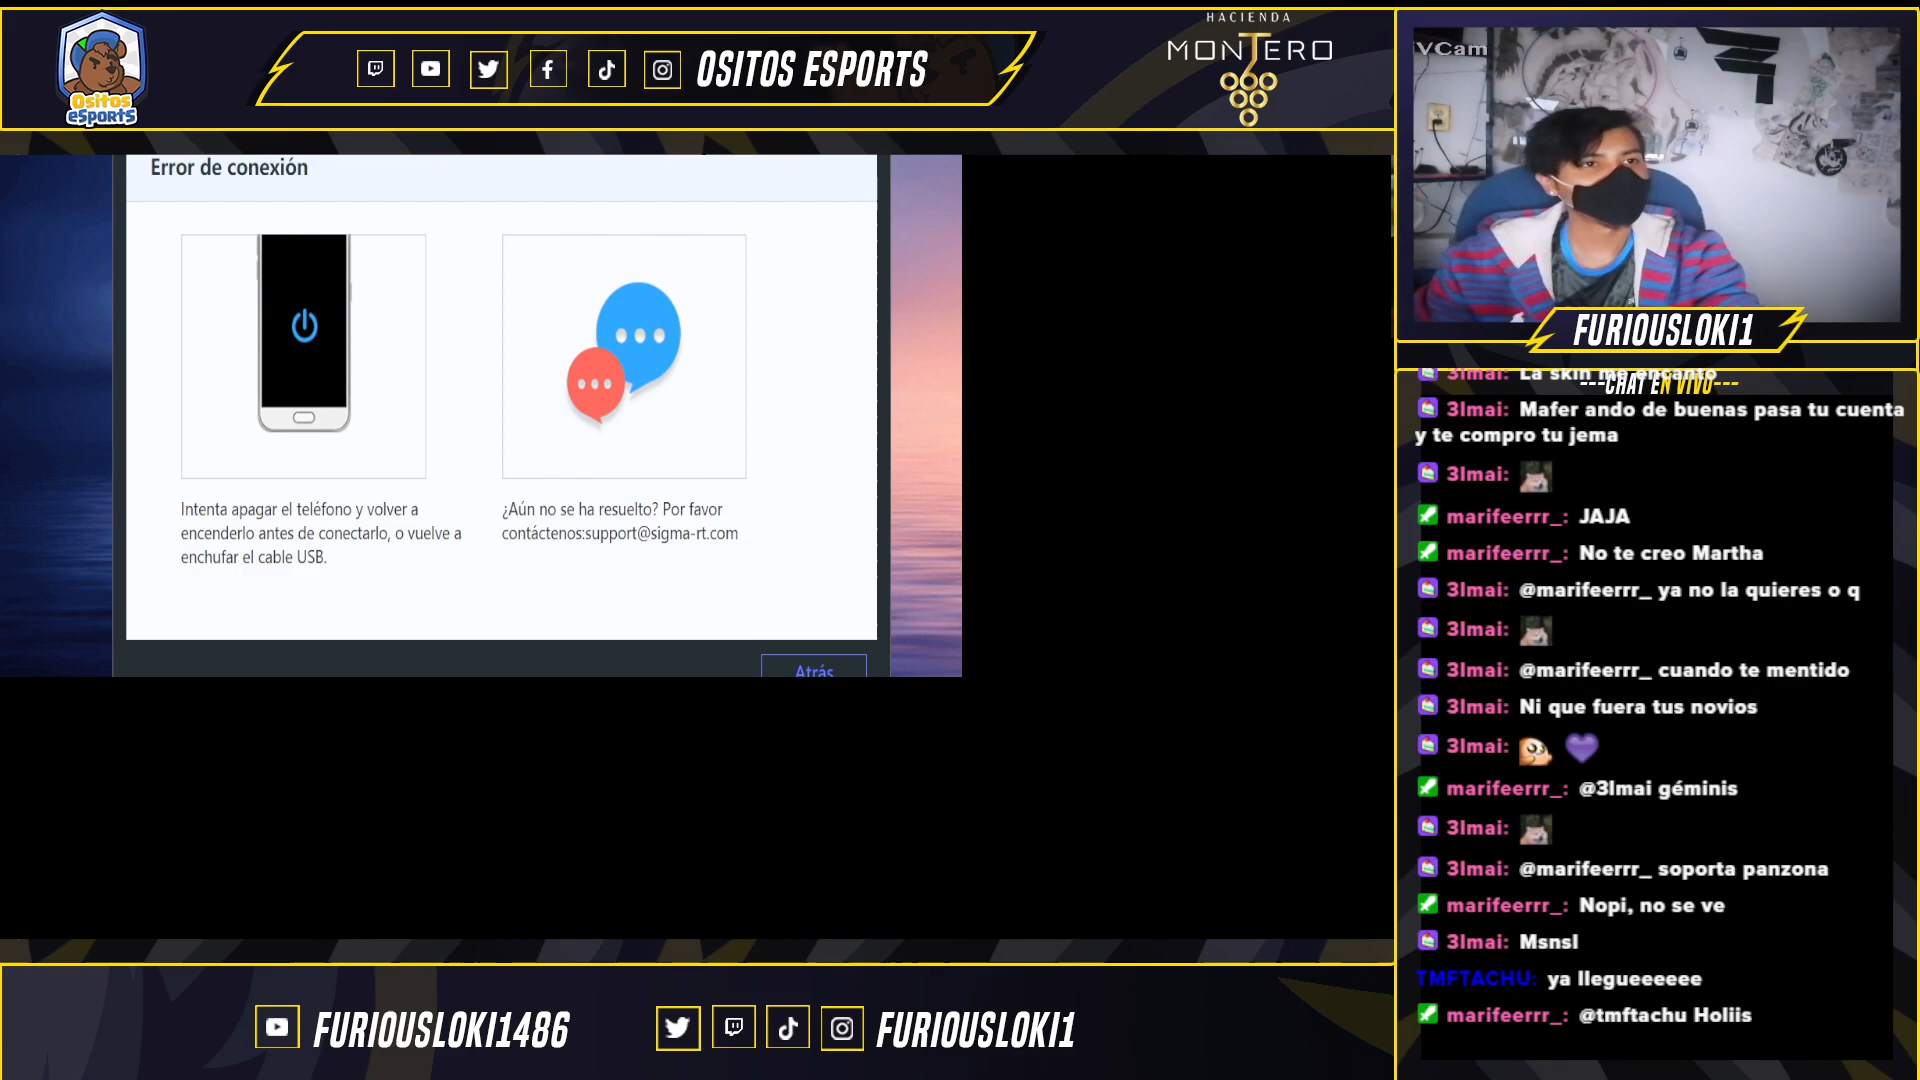 Ositos
eSports
OSITOS ESPORTS
HACIENDA
MONTERO
VCam
FURIOUSLOKI1
Error de conexión
Intenta apagar el teléfono y volver a
encenderlo antes de conectarlo, o vuelve a
enchufar el cable USB.
¿Aún no se ha resuelto? Por favor
contáctenos:support@sigma-rt.com
Atrás
3lmai: La skin me encanto
---CHAT EN VIVO---
3lmai: Mafer ando de buenas pasa tu cuenta
y te compro tu jema
3lmai:
marifeerrr_: JAJA
marifeerrr_: No te creo Martha
3lmai: @marifeerrr_ ya no la quieres o q
3lmai:
3lmai: @marifeerrr_ cuando te mentido
3lmai: Ni que fuera tus novios
3lmai:
marifeerrr_: @3lmai géminis
3lmai:
3lmai: @marifeerrr_ soporta panzona
marifeerrr_: Nopi, no se ve
3lmai: Msnsl
TMFTACHU: ya llegueeeeee
marifeerrr_: @tmftachu Holiis
FURIOUSLOKI1486
FURIOUSLOKI1